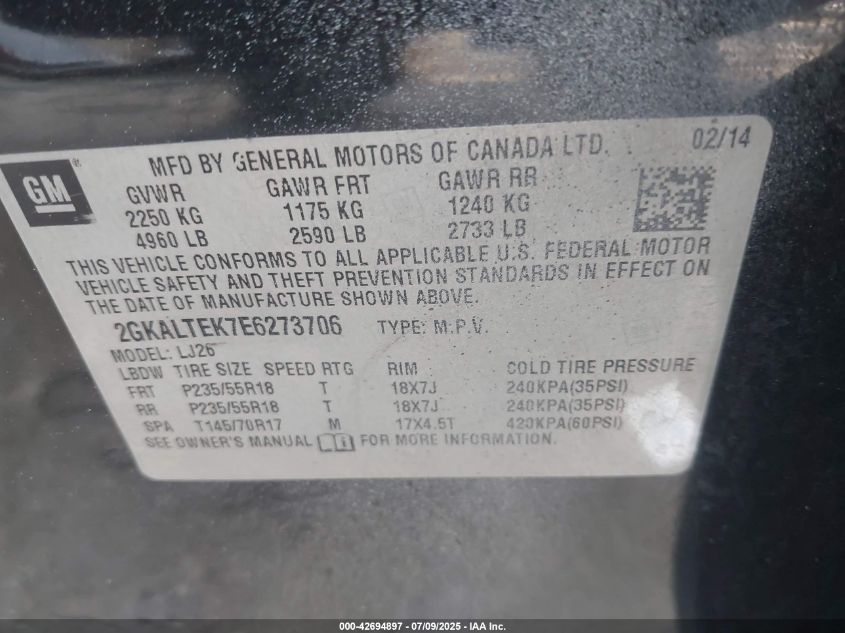 MFD BY GENERAL MOTORS OF CANADA LTD. 02/14
GM
GVWR GAWR FRT GAWR RR
2250 KG 1175 KG 1240 KG
4960 LB 2590 LB 2733 LB
THIS VEHICLE CONFORMS TO ALL APPLICABLE U.S. FEDERAL MOTOR
VEHICLE SAFETY AND THEFT PREVENTION STANDARDS IN EFFECT ON
THE DATE OF MANUFACTURE SHOWN ABOVE.
2GKALTEK7E6273706 TYPE: M.P.V.
MODEL: LJ26
LBDW TIRE SIZE SPEED RTG RIM COLD TIRE PRESSURE
FRT P235/55R18 T 18X7J 240KPA(35PSI)
RR P235/55R18 T 18X7J 240KPA(35PSI)
SPA T145/70R17 M 17X4.5T 420KPA(60PSI)
SEE OWNER'S MANUAL FOR MORE INFORMATION.
000-42694897 - 07/09/2025 - IAA Inc.